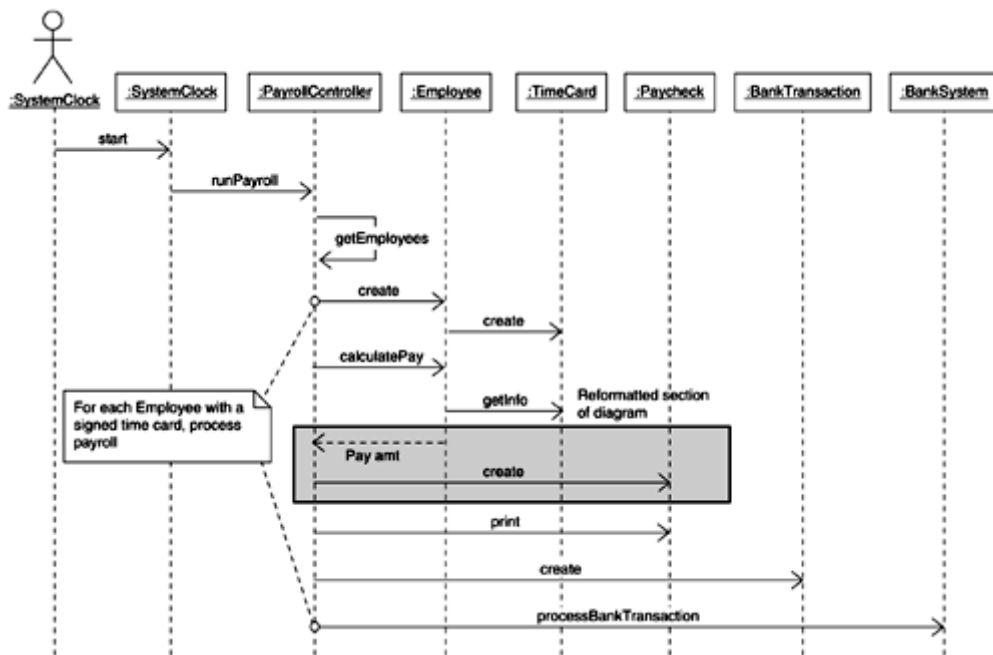 :SystemClock
:SystemClock
:PayrollController
:Employee
:TimeCard
:Paycheck
:BankTransaction
:BankSystem
start
runPayroll
getEmployees
create
create
calculatePay
getInfo
Reformatted section
of diagram
For each Employee with a
signed time card, process
payroll
Pay amt
create
print
create
processBankTransaction